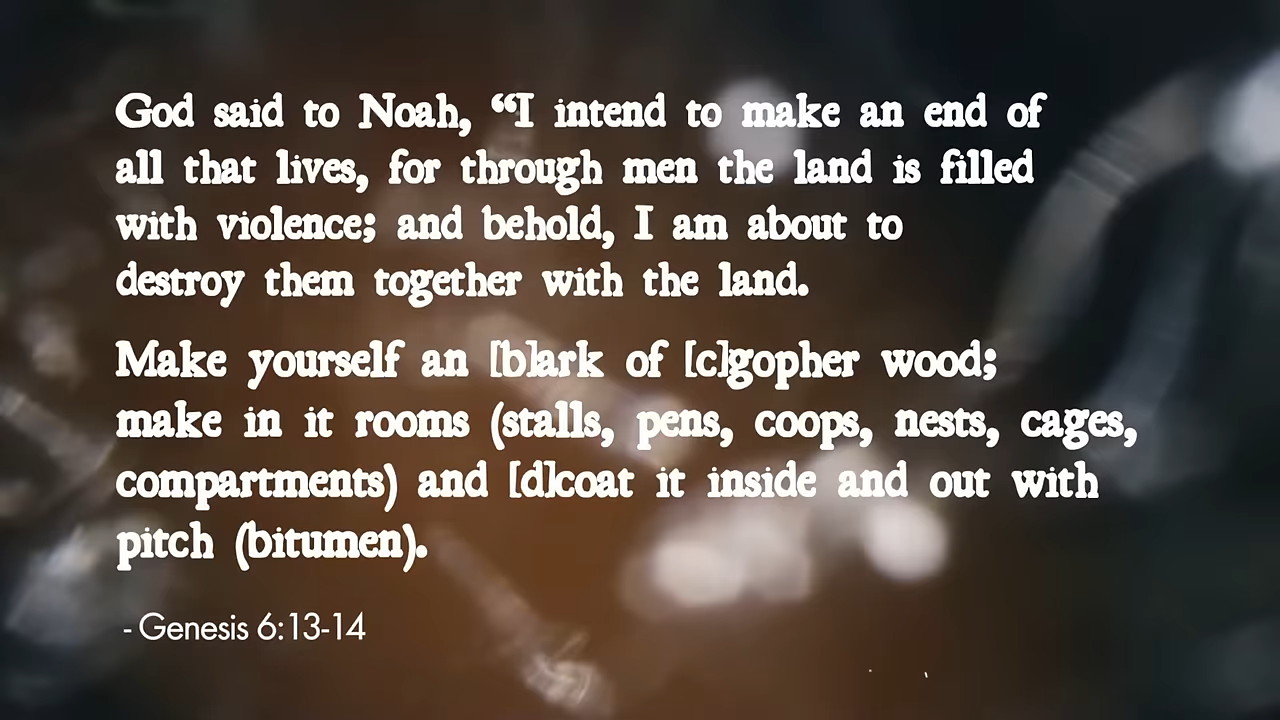 God said to Noah, “I intend to make an end of
all that lives, for through men the land is filled
with violence; and behold, I am about to
destroy them together with the land.
Make yourself an [b]ark of [c]gopher wood;
make in it rooms (stalls, pens, coops, nests, cages,
compartments) and [d]coat it inside and out with
pitch (bitumen).
- Genesis 6:13-14